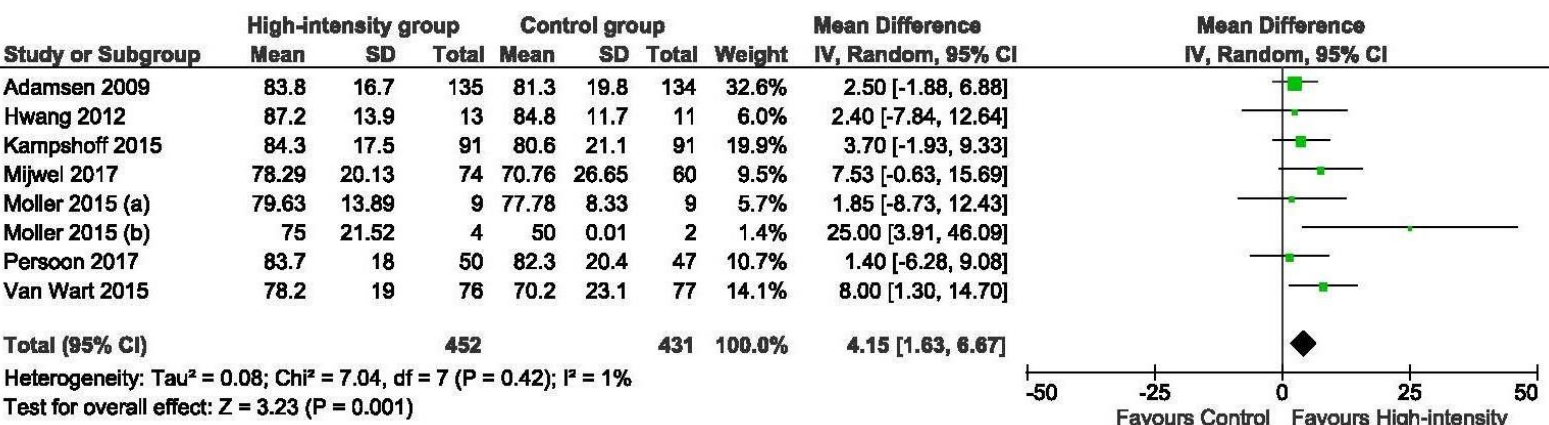 High-intensity group Control group Mean Difference Mean Difference
Study or Subgroup Mean SD Total Mean SD Total Weight IV, Random, 95% CI IV, Random, 95% CI
Adamsen 2009 83.8 16.7 135 81.3 19.8 134 32.6% 2.50 [-1.88, 6.88]
Hwang 2012 87.2 13.9 13 84.8 11.7 11 6.0% 2.40 [-7.84, 12.64]
Kampshoff 2015 84.3 17.5 91 80.6 21.1 91 19.9% 3.70 [-1.93, 9.33]
Mijwel 2017 78.29 20.13 74 70.76 26.65 60 9.5% 7.53 [-0.63, 15.69]
Moller 2015 (a) 79.63 13.89 9 77.78 8.33 9 5.7% 1.85 [-8.73, 12.43]
Moller 2015 (b) 75 21.52 4 50 0.01 2 1.4% 25.00 [3.91, 46.09]
Persoon 2017 83.7 18 50 82.3 20.4 47 10.7% 1.40 [-6.28, 9.08]
Van Wart 2015 78.2 19 76 70.2 23.1 77 14.1% 8.00 [1.30, 14.70]
Total (95% CI) 452 431 100.0% 4.15 [1.63, 6.67]
Heterogeneity: Tau² = 0.08; Chi² = 7.04, df = 7 (P = 0.42); I² = 1%
Test for overall effect: Z = 3.23 (P = 0.001)
-50 -25 0 25 50
Favours Control Favours High-intensity